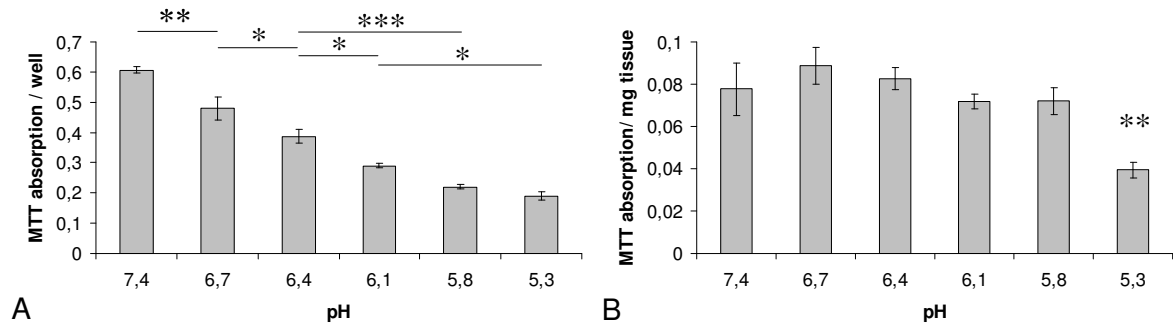 ** * *** * *
0,7
0,6
0,5
0,4
0,3
0,2
0,1
0
MTT absorption / well
7,4 6,7 6,4 6,1 5,8 5,3
pH
A
0,1
0,08
0,06
0,04
0,02
0
MTT absorption/ mg tissue
**
7,4 6,7 6,4 6,1 5,8 5,3
pH
B